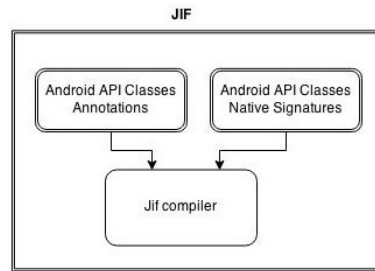 JIF
Android API Classes
Annotations
Android API Classes
Native Signatures
Jif compiler